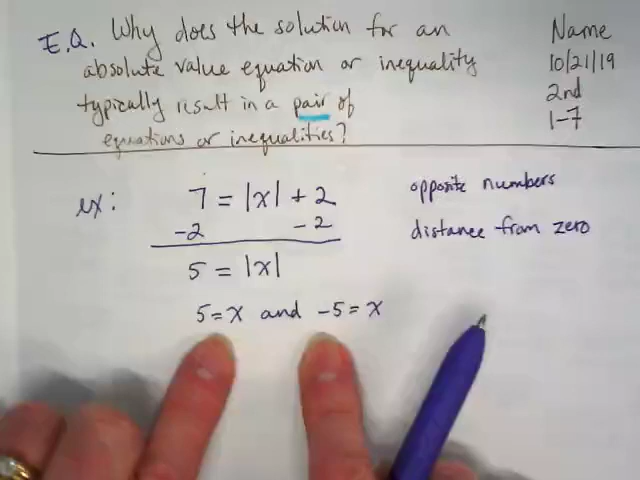 E.Q. Why does the solution for an
absolute value equation or inequality
typically result in a pair of
equations or inequalities?
Name
10/21/19
2nd
1-7
ex: 7 = |x| + 2
-2 -2
5 = |x|
5 = x and -5 = x
opposite numbers
distance from zero